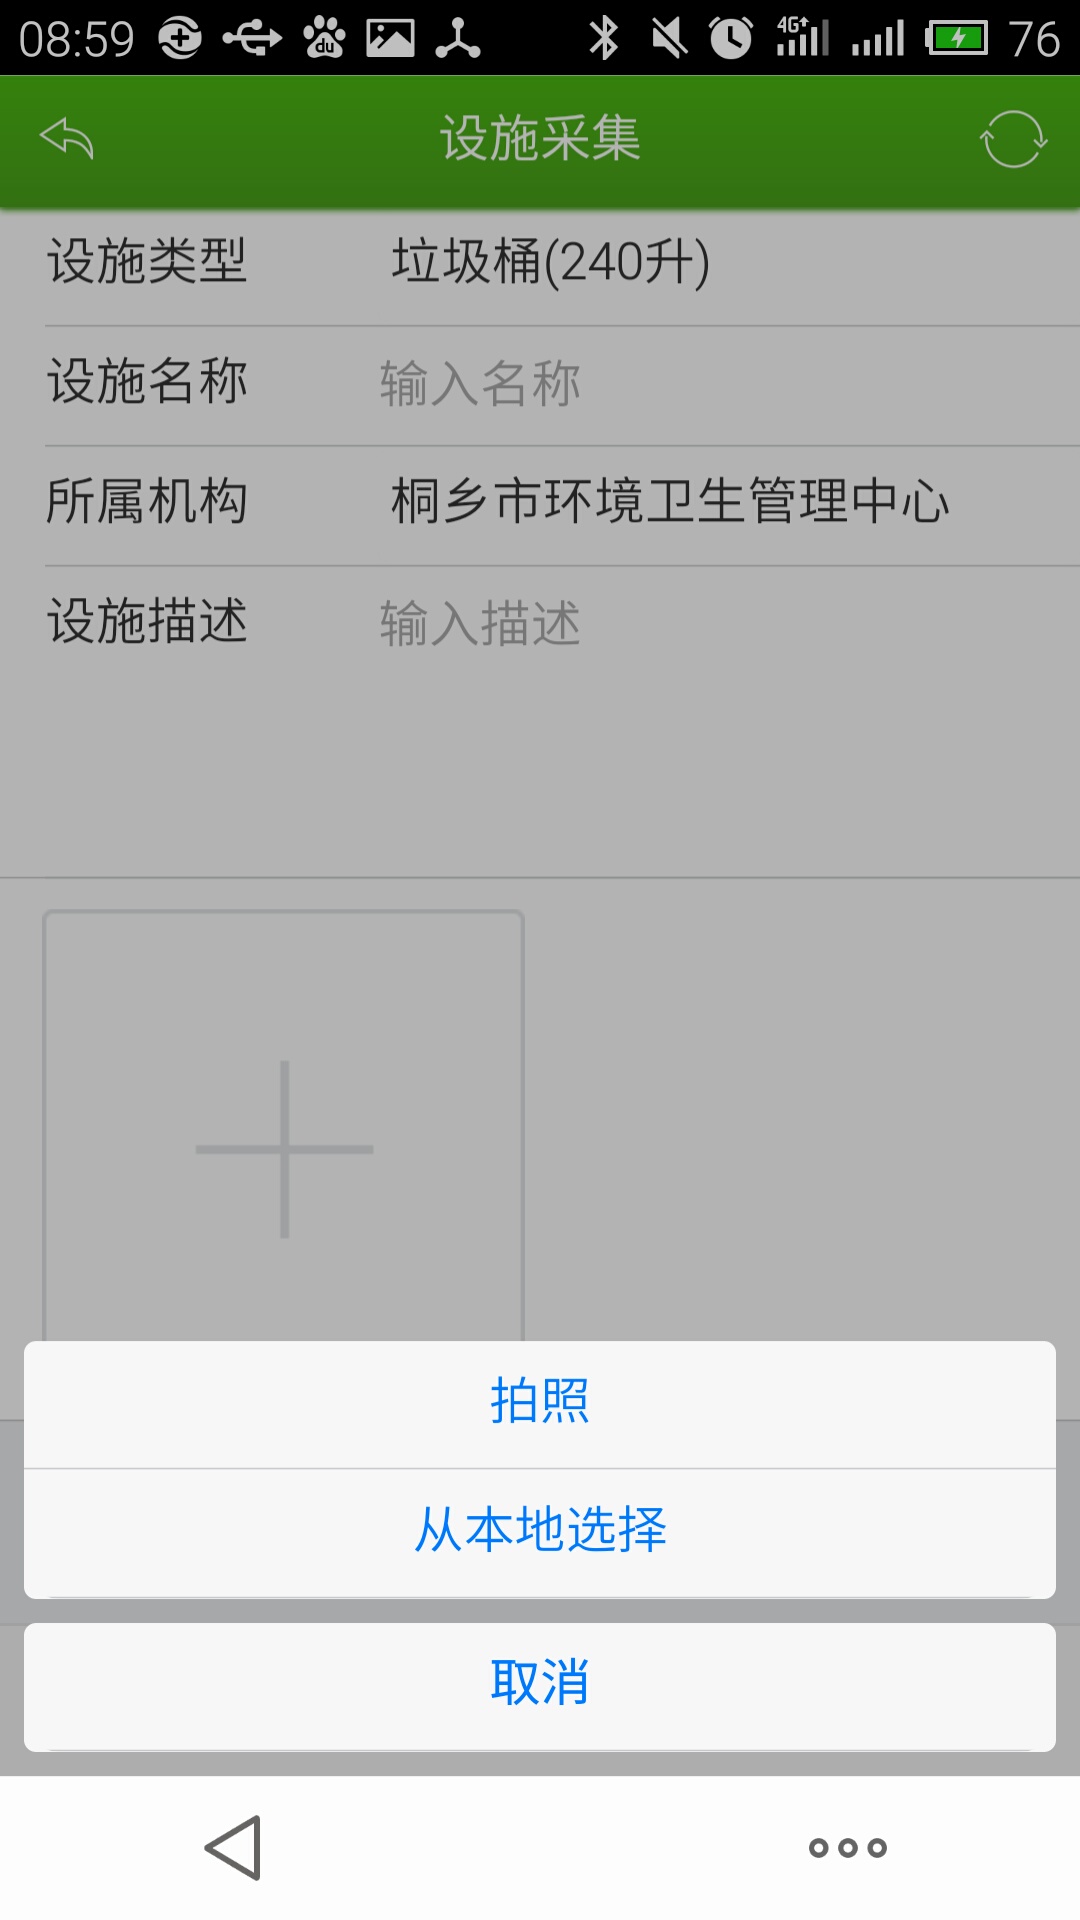 08:59 du 4G 76
设施采集
设施类型 垃圾桶(240升)
设施名称 输入名称
所属机构 桐乡市环境卫生管理中心
设施描述 输入描述
拍照
从本地选择
取消